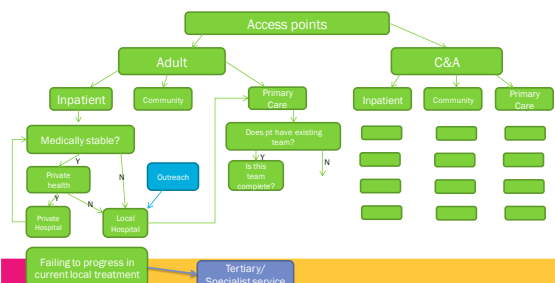 Access points
Adult
C&A
Inpatient
Community
Primary
Care
Inpatient
Community
Primary
Care
Medically stable?
Does pt have existing
team?
Y
N
Y
N
Private
health
Outreach
Is this
team
complete?
Y
N
Private
Hospital
Local
Hospital
Failing to progress in
current local treatment
Tertiary/
Specialist service